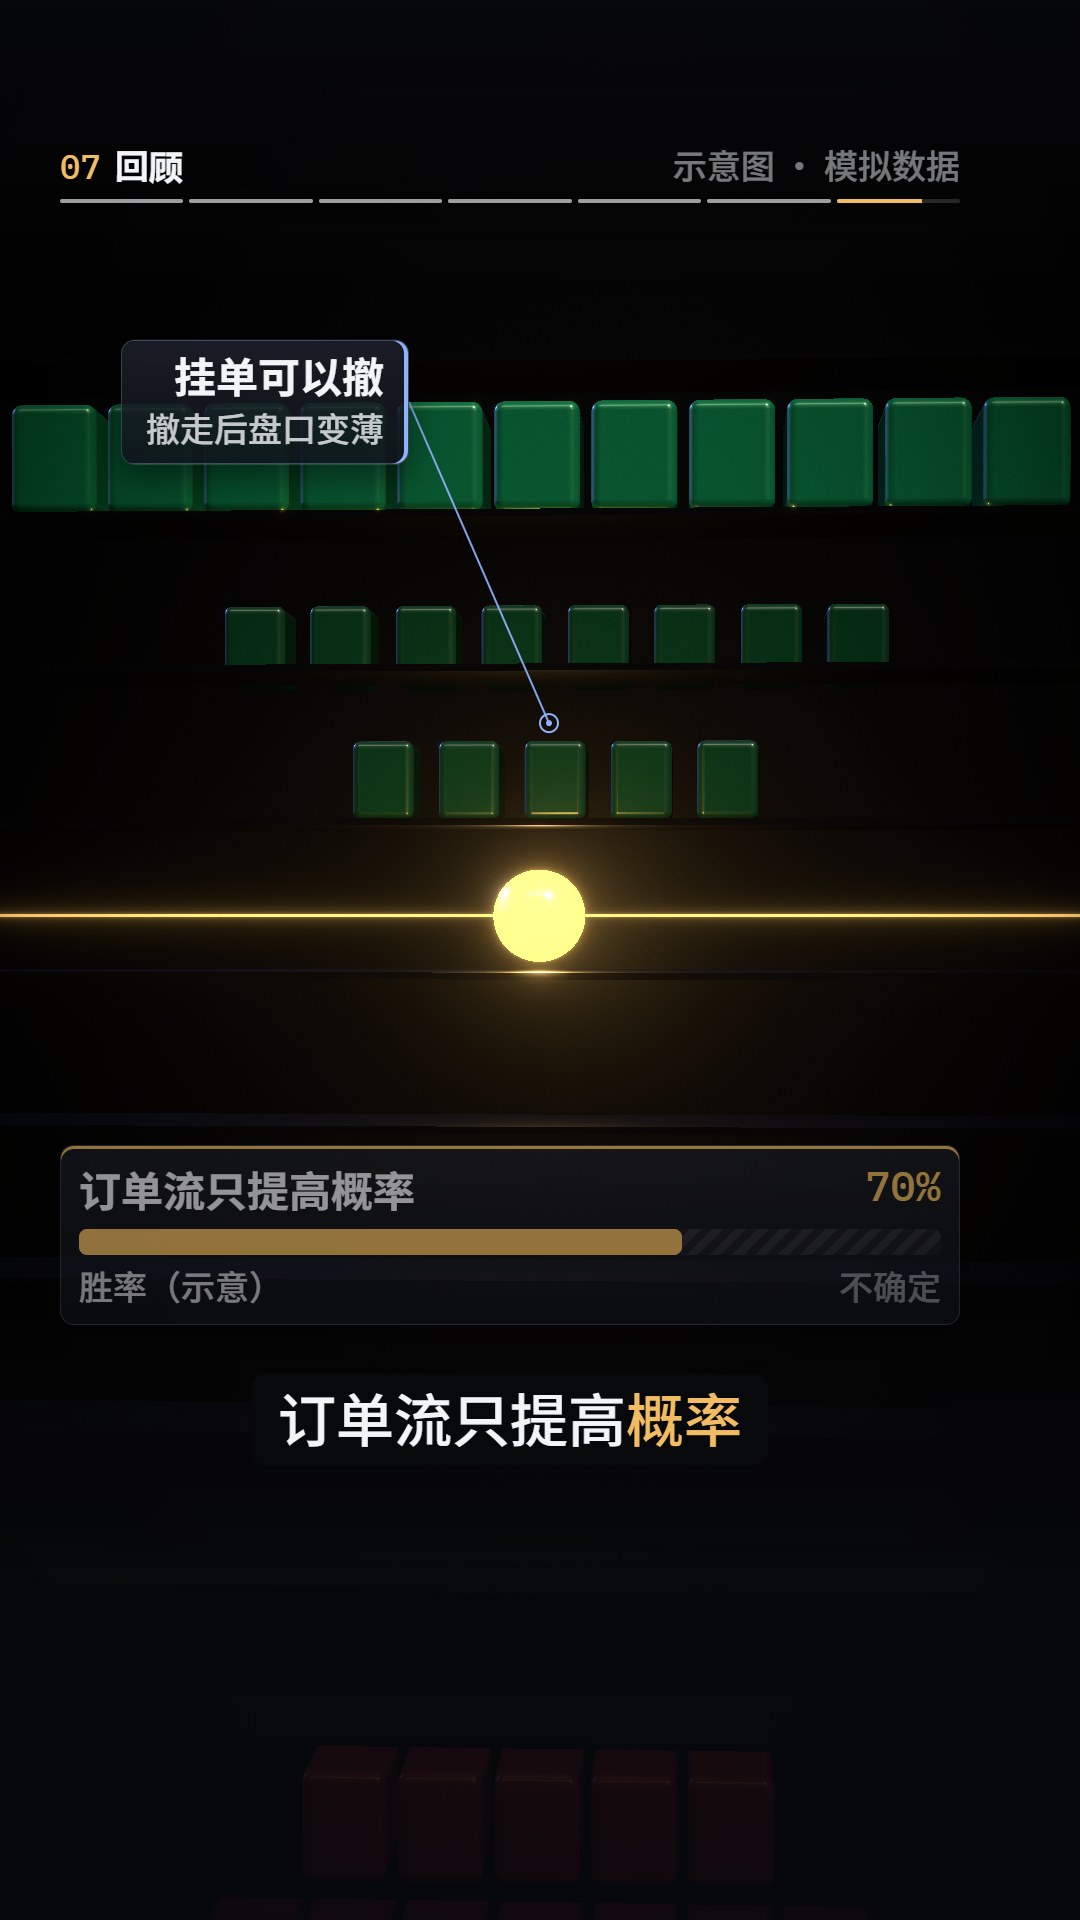 07 回顾
示意图 • 模拟数据
挂单可以撤
撤走后盘口变薄
订单流只提高概率
70%
胜率（示意）
不确定
订单流只提高概率